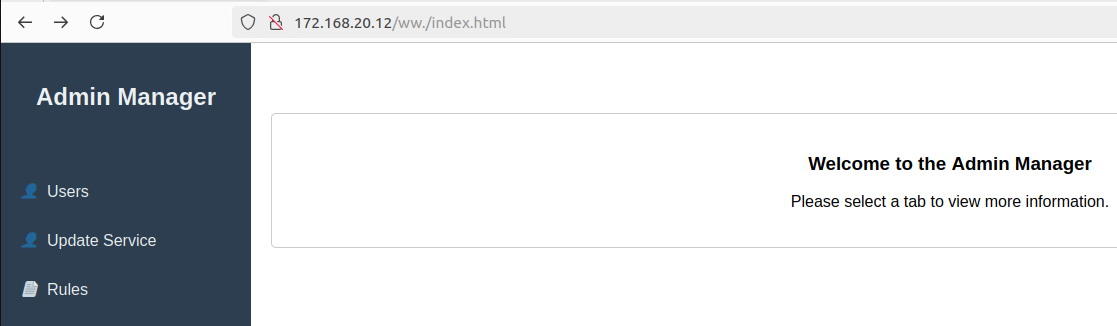 172.168.20.12/ww./index.html
Admin Manager
Users
Update Service
Rules
Welcome to the Admin Manager
Please select a tab to view more information.